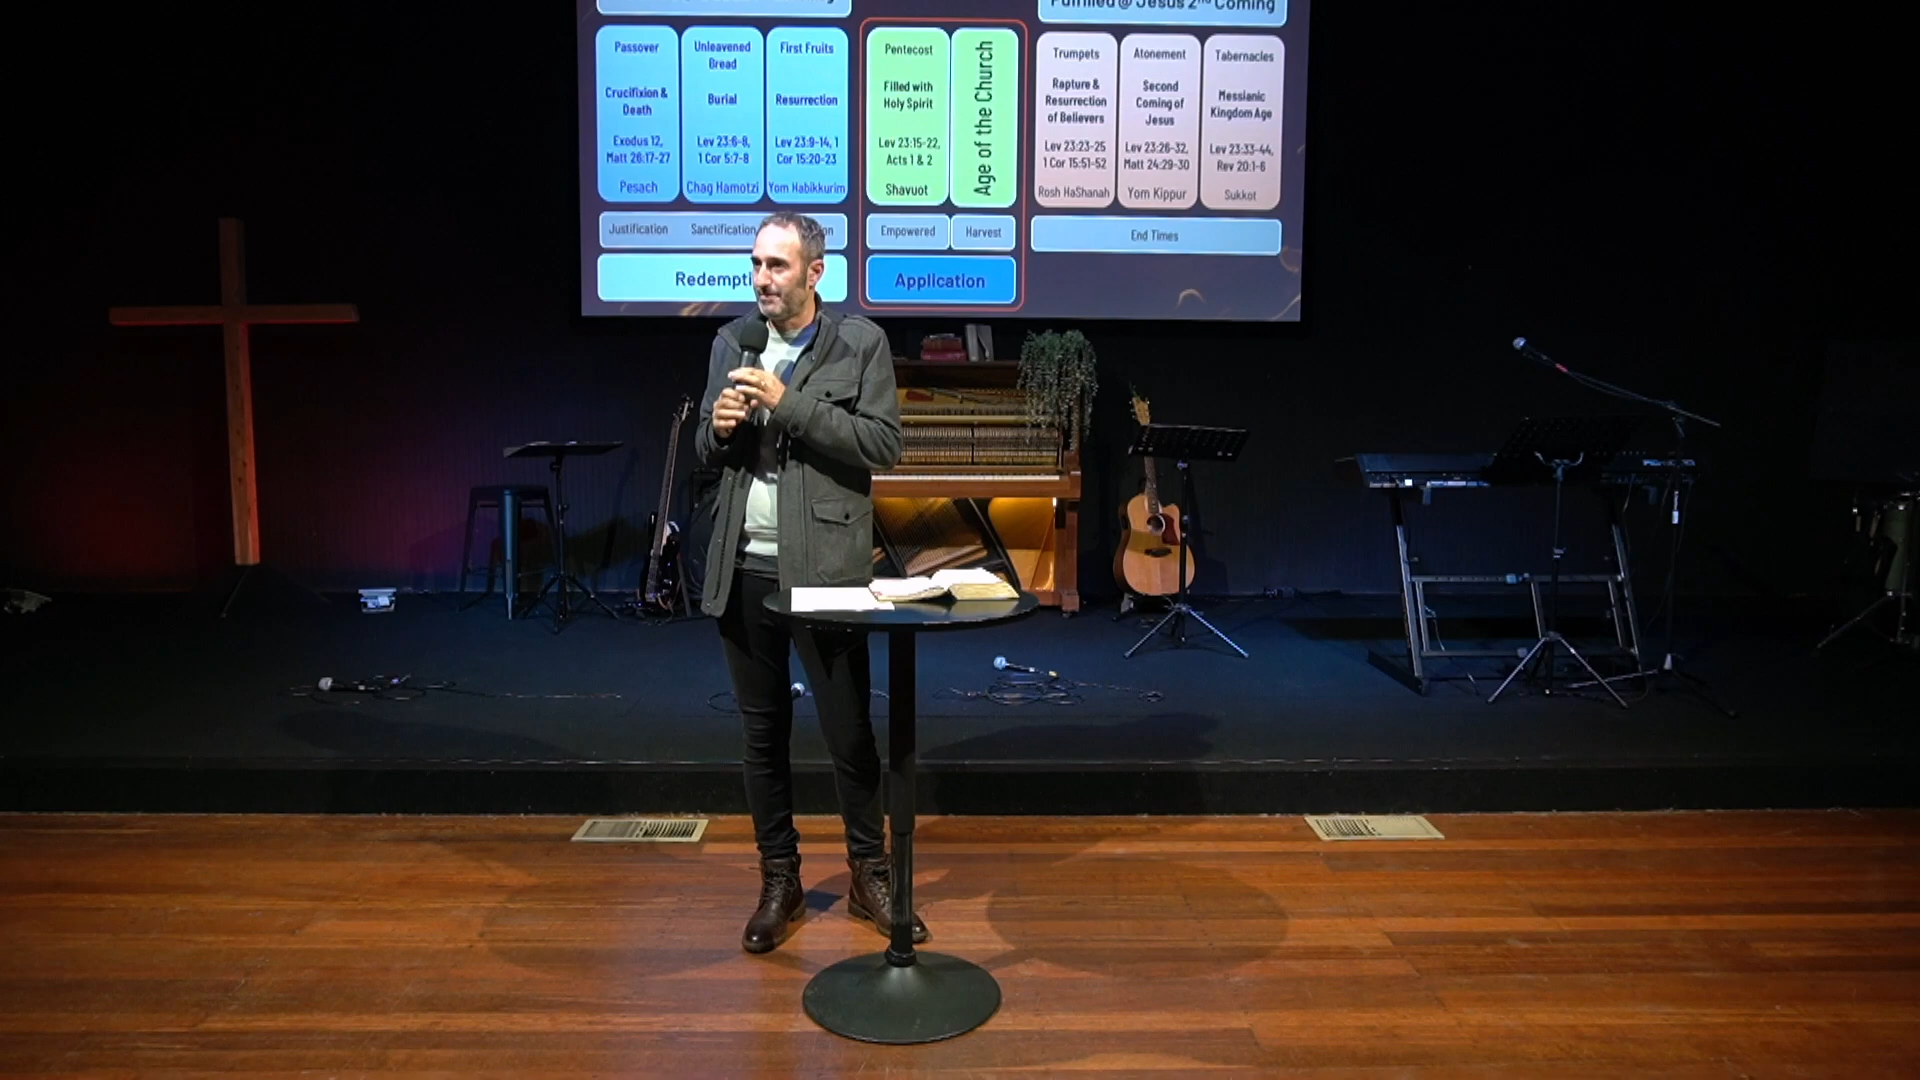 Fulfilled @ Jesus 2nd Coming
Passover
Crucifixion &
Death
Exodus 12,
Matt 26:17-27
Pesach
Unleavened
Bread
Burial
Lev 23:6-8,
1 Cor 5:7-8
Chag Hamotzi
First Fruits
Resurrection
Lev 23:9-14, 1
Cor 15:20-23
Yom Habikkurim
Pentecost
Filled with
Holy Spirit
Lev 23:15-22,
Acts 1 & 2
Shavuot
Age of the Church
Trumpets
Rapture &
Resurrection
of Believers
Lev 23:23-25
1 Cor 15:51-52
Rosh HaShanah
Atonement
Second
Coming of
Jesus
Lev 23:26-32,
Matt 24:29-30
Yom Kippur
Tabernacles
Messianic
Kingdom Age
Lev 23:33-44,
Rev 20:1-6
Sukkot
Justification
Sanctification
Empowered
Harvest
End Times
Redempti
Application